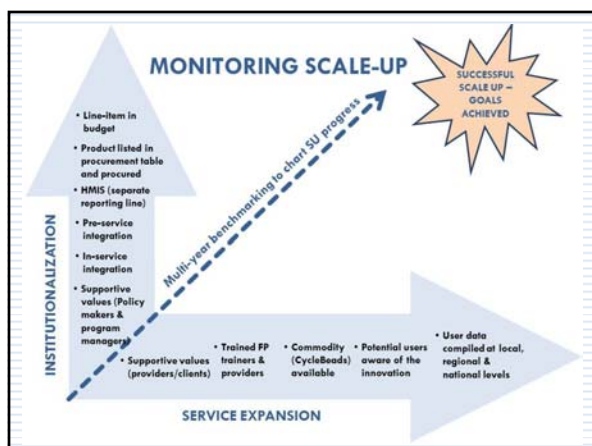 MONITORING SCALE-UP
SUCCESSFUL
SCALE UP –
GOALS
ACHIEVED
• Line-item in
budget
• Product listed in
procurement table
and procured
• HMIS (separate
reporting line)
• Pre-service
integration
• In-service
integration
• Supportive
values (Policy
makers &
program
managers)
INSTITUTIONALIZATION
Multi-year benchmarking to chart SU progress
• Supportive values
(providers/clients)
• Trained FP
trainers &
providers
• Commodity
(CycleBeads)
available
• Potential users
aware of the
innovation
• User data
compiled at local,
regional &
national levels
SERVICE EXPANSION